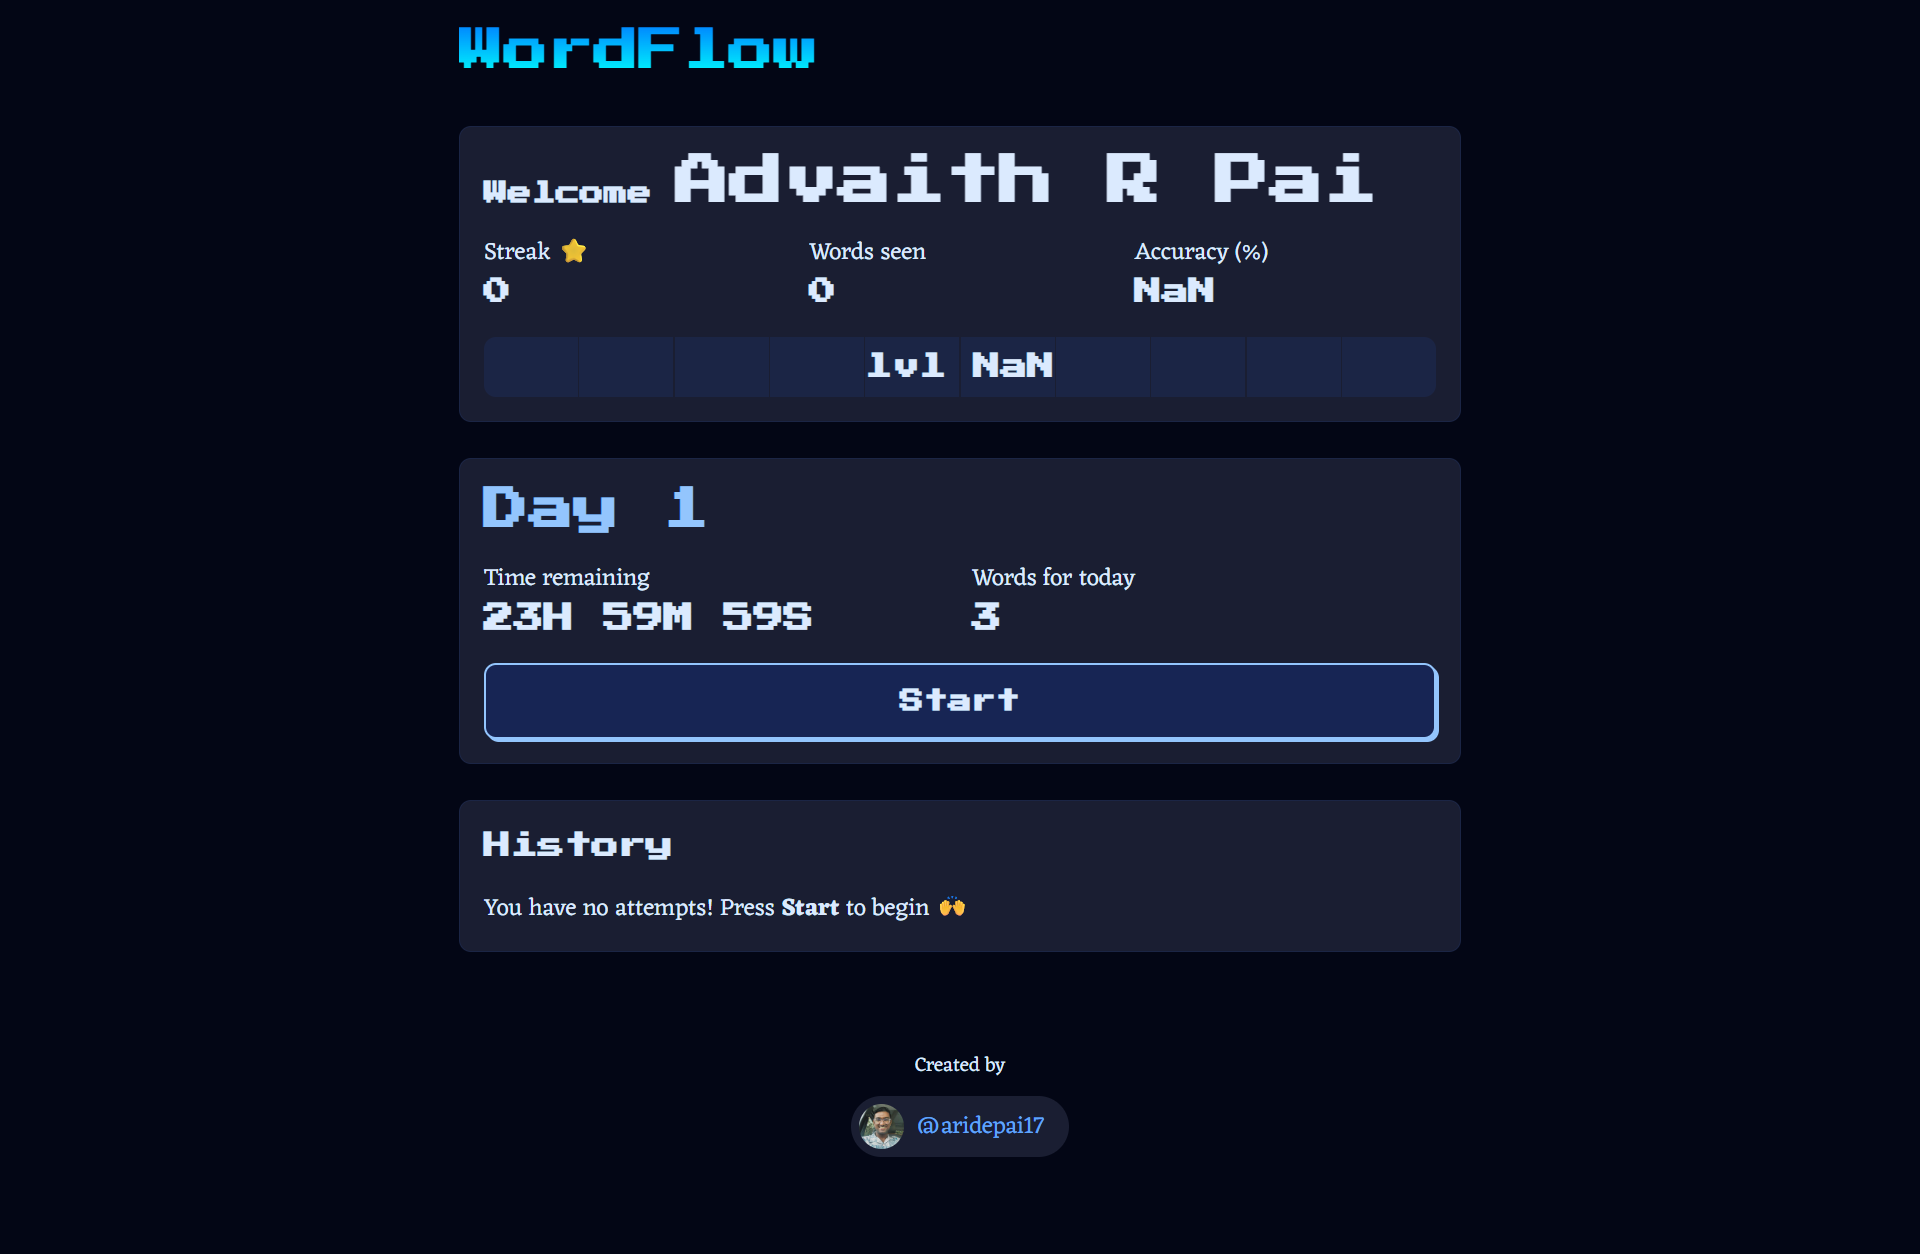 WordFlow
Welcome Advaith R Pai
Streak ⭐ Words seen Accuracy (%)
0 0 NaN
lvl NaN
Day 1
Time remaining Words for today
23H 59M 59S 3
Start
History
You have no attempts! Press Start to begin 🙌
Created by
@aridepai17